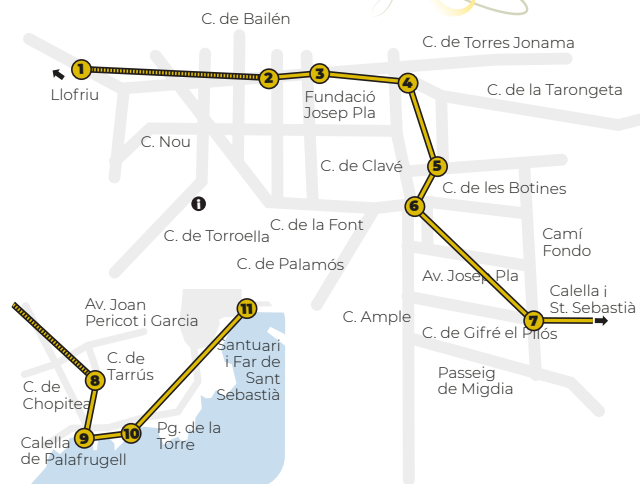 C. de Bailén
C. de Torres Jonama
1
2
3
4
Llofriu
Fundació
Josep Pla
C. de la Tarongeta
C. Nou
C. de Clavé
5
C. de les Botines
i
6
C. de Torroella
C. de la Font
Camí
Fondo
C. de Palamós
Av. Josep Pla
Calella i
St. Sebastià
Av. Joan
Pericot i Garcia
11
C. Ample
7
C. de Gifré el Pilós
Santuari
i Far de
Sant
Sebastià
C. de
Tarrús
8
Passeig
de Migdia
C. de
Chopitea
9
10
Pg. de la
Torre
Calella
de Palafrugell